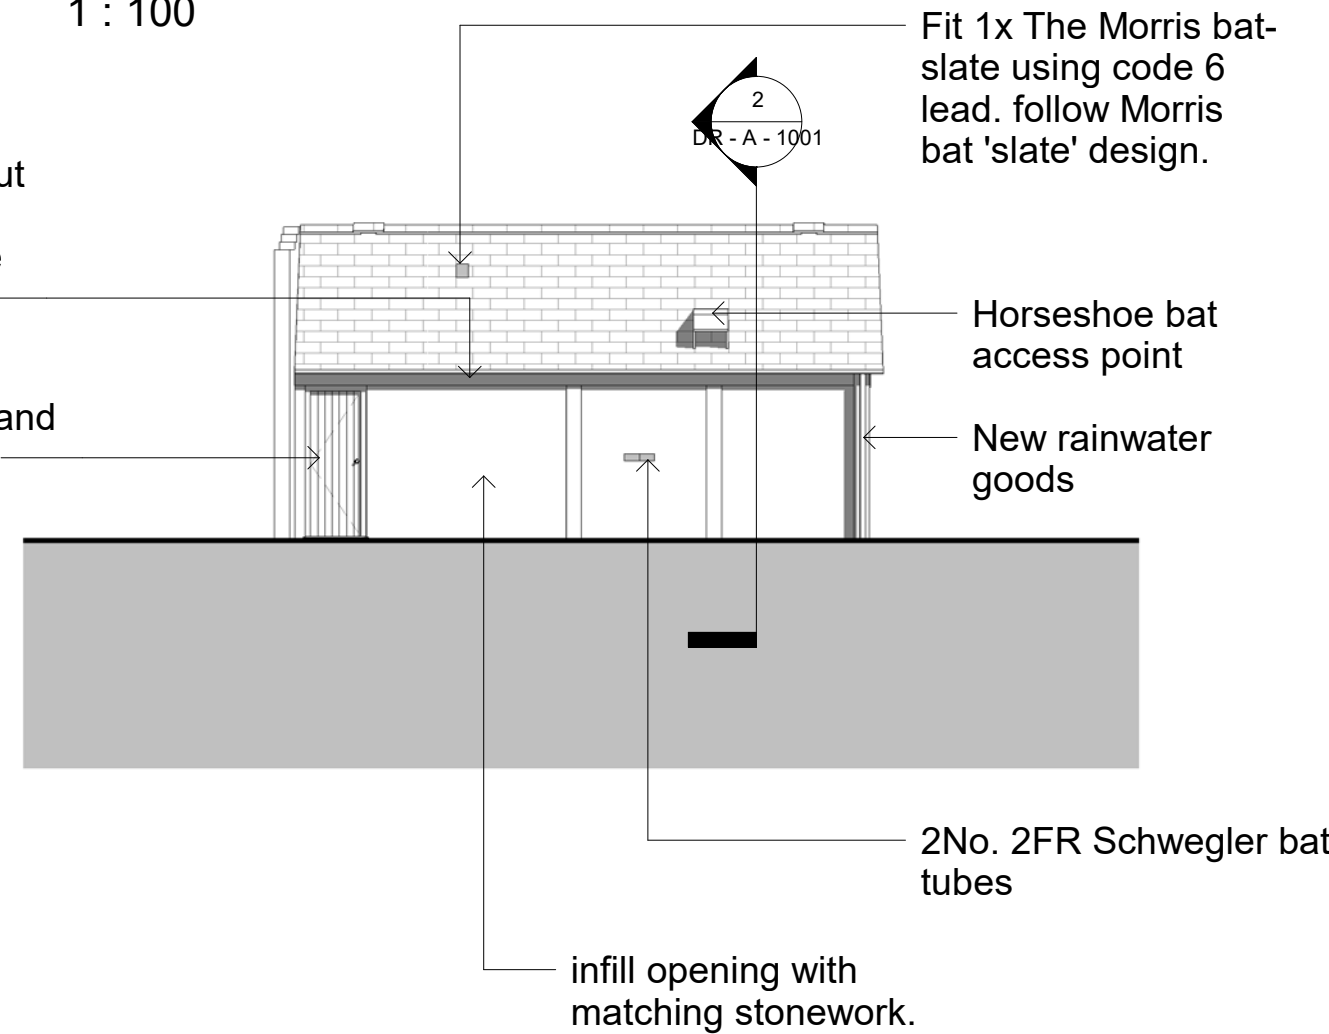 1 : 100
Fit 1x The Morris bat-
slate using code 6
lead. follow Morris
bat 'slate' design.
2
DR - A - 1001
Horseshoe bat
access point
and
New rainwater
goods
2No. 2FR Schwegler bat
tubes
infill opening with
matching stonework.